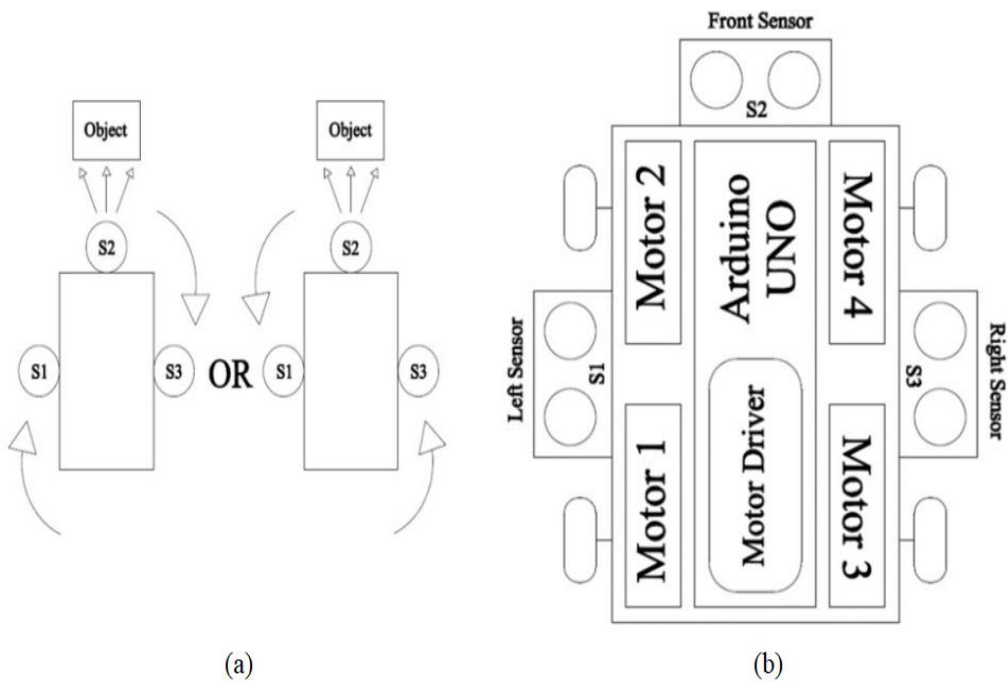 Object
S2
S1
S3
OR
Object
S2
S1
S3
(a)
Front Sensor
S2
Motor 2
Arduino
UNO
Motor 4
Left Sensor
S1
S3
Right Sensor
Motor 1
Motor Driver
Motor 3
(b)